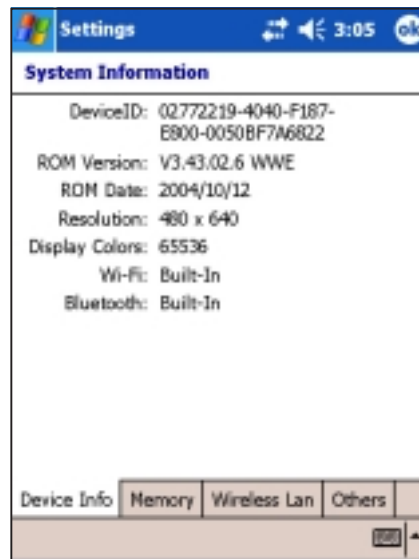 Settings 3:05 ok
System Information
DeviceID: 02772219-4040-F187-
E800-0050BF7A6822
ROM Version: V3.43.02.6 WWE
ROM Date: 2004/10/12
Resolution: 480 x 640
Display Colors: 65536
Wi-Fi: Built-In
Bluetooth: Built-In
Device Info Memory Wireless Lan Others